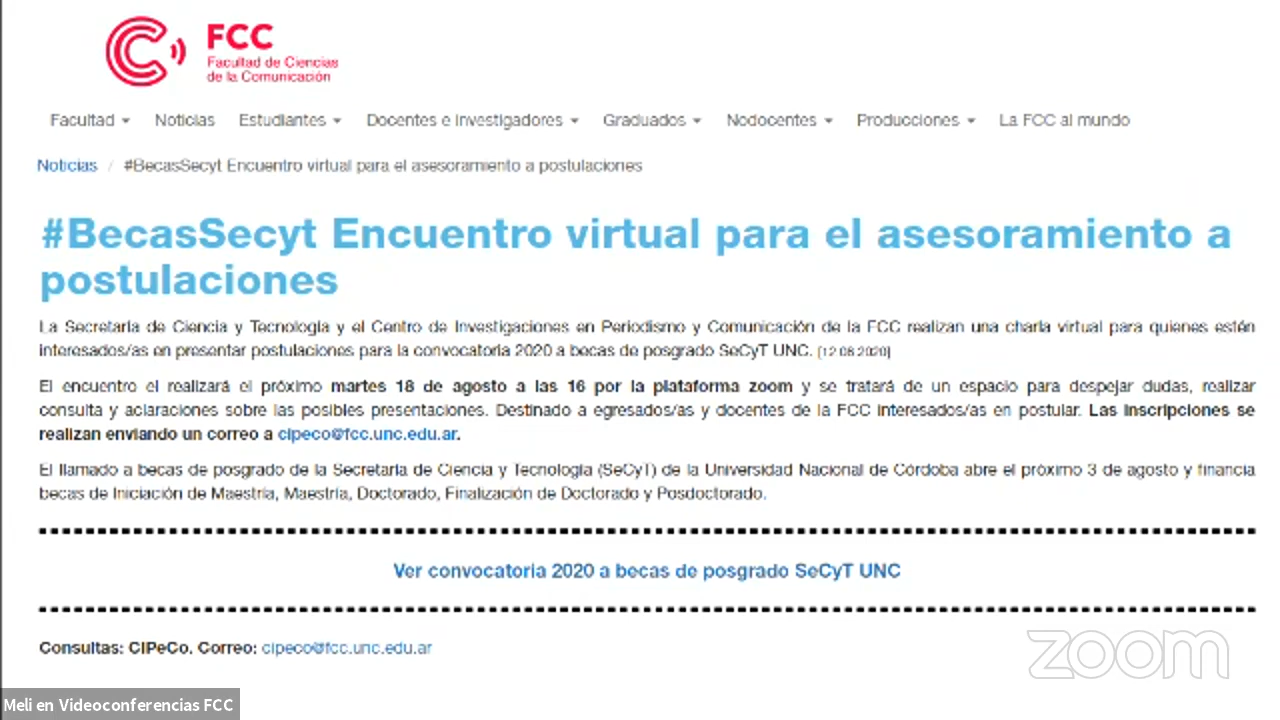 FCC
Facultad de Ciencias
de la Comunicación
Facultad Noticias Estudiantes Docentes e Investigadores Graduados Nodocentes Producciones La FCC al mundo
Noticias / #BecasSecyt Encuentro virtual para el asesoramiento a postulaciones
#BecasSecyt Encuentro virtual para el asesoramiento a
postulaciones
La Secretaría de Ciencia y Tecnología y el Centro de Investigaciones en Periodismo y Comunicación de la FCC realizan una charla virtual para quienes estén
interesados/as en presentar postulaciones para la convocatoria 2020 a becas de posgrado SeCyT UNC. [12.08.2020]
El encuentro el realizará el próximo martes 18 de agosto a las 16 por la plataforma zoom y se tratará de un espacio para despejar dudas, realizar
consulta y aclaraciones sobre las posibles presentaciones. Destinado a egresados/as y docentes de la FCC interesados/as en postular. Las inscripciones se
realizan enviando un correo a cipeco@fcc.unc.edu.ar.
El llamado a becas de posgrado de la Secretaría de Ciencia y Tecnología (SeCyT) de la Universidad Nacional de Córdoba abre el próximo 3 de agosto y financia
becas de Iniciación de Maestría, Maestría, Doctorado, Finalización de Doctorado y Posdoctorado.
Ver convocatoria 2020 a becas de posgrado SeCyT UNC
Consultas: CIPeCo. Correo: cipeco@fcc.unc.edu.ar
zoom
Meli en Videoconferencias FCC